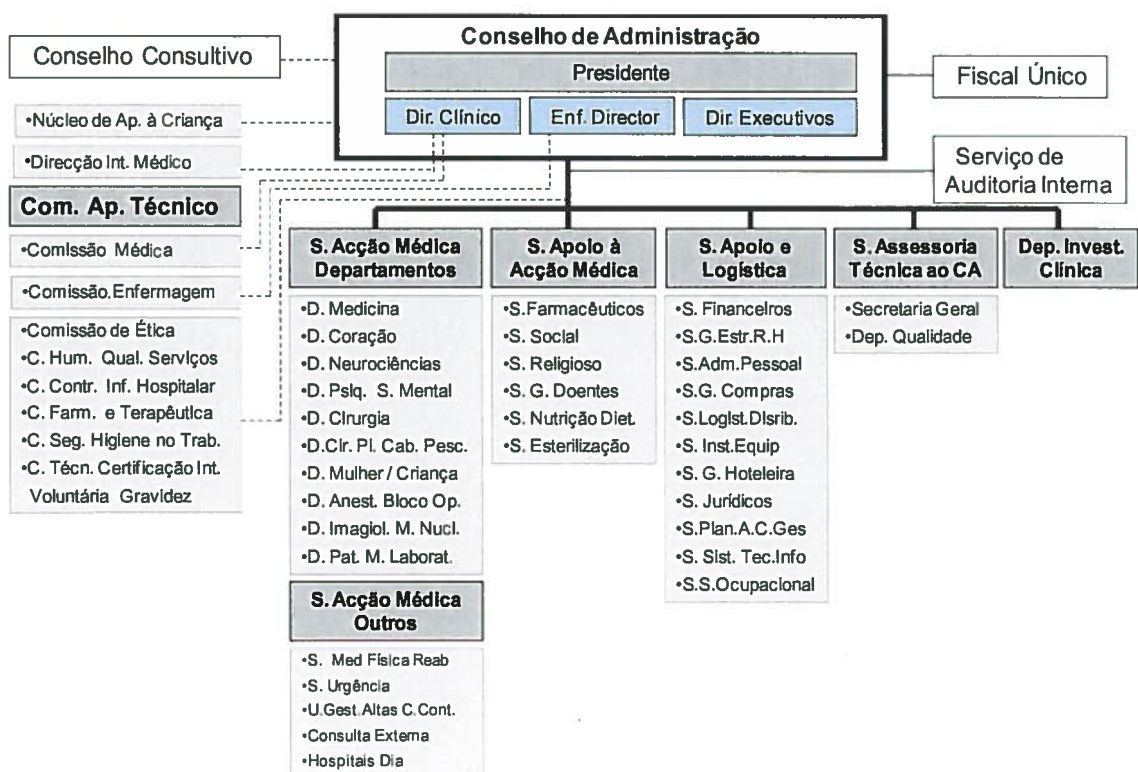 Conselho de Administração
Presidente
Dir. Clínico
Enf. Director
Dir. Executivos
Conselho Consultivo
Fiscal Único
•Núcleo de Ap. à Criança
•Direcção Int. Médico
Serviço de
Auditoria Interna
Com. Ap. Técnico
•Comissão Médica
•Comissão.Enfermagem
•Comissão de Ética
•C. Hum. Qual. Serviços
•C. Contr. Inf. Hospitalar
•C. Farm. e Terapêutica
•C. Seg. Higiene no Trab.
•C. Técn. Certificação Int.
Voluntária Gravidez
S. Acção Médica
Departamentos
•D. Medicina
•D. Coração
•D. Neurociências
•D. Psiq. S. Mental
•D. Cirurgia
•D.Cir. Pl. Cab. Pesc.
•D. Mulher / Criança
•D. Anest. Bloco Op.
•D. Imagiol. M. Nucl.
•D. Pat. M. Laborat.
S. Acção Médica
Outros
•S. Med Física Reab
•S. Urgência
•U.Gest.Altas C.Cont.
•Consulta Externa
•Hospitais Dia
S. Apoio à
Acção Médica
•S.Farmacêuticos
•S. Social
•S. Religioso
•S. G. Doentes
•S. Nutrição Diet.
•S. Esterilização
S. Apoio e
Logística
•S. Financeiros
•S.G.Estr.R.H
•S.Adm.Pessoal
•S.G. Compras
•S.Logist.Disrib.
•S. Inst.Equip
•S. G. Hoteleira
•S. Jurídicos
•S.Plan.A.C.Ges
•S. Sist. Tec.Info
•S.S.Ocupacional
S. Assessoria
Técnica ao CA
•Secretaria Geral
•Dep. Qualidade
Dep. Invest.
Clínica